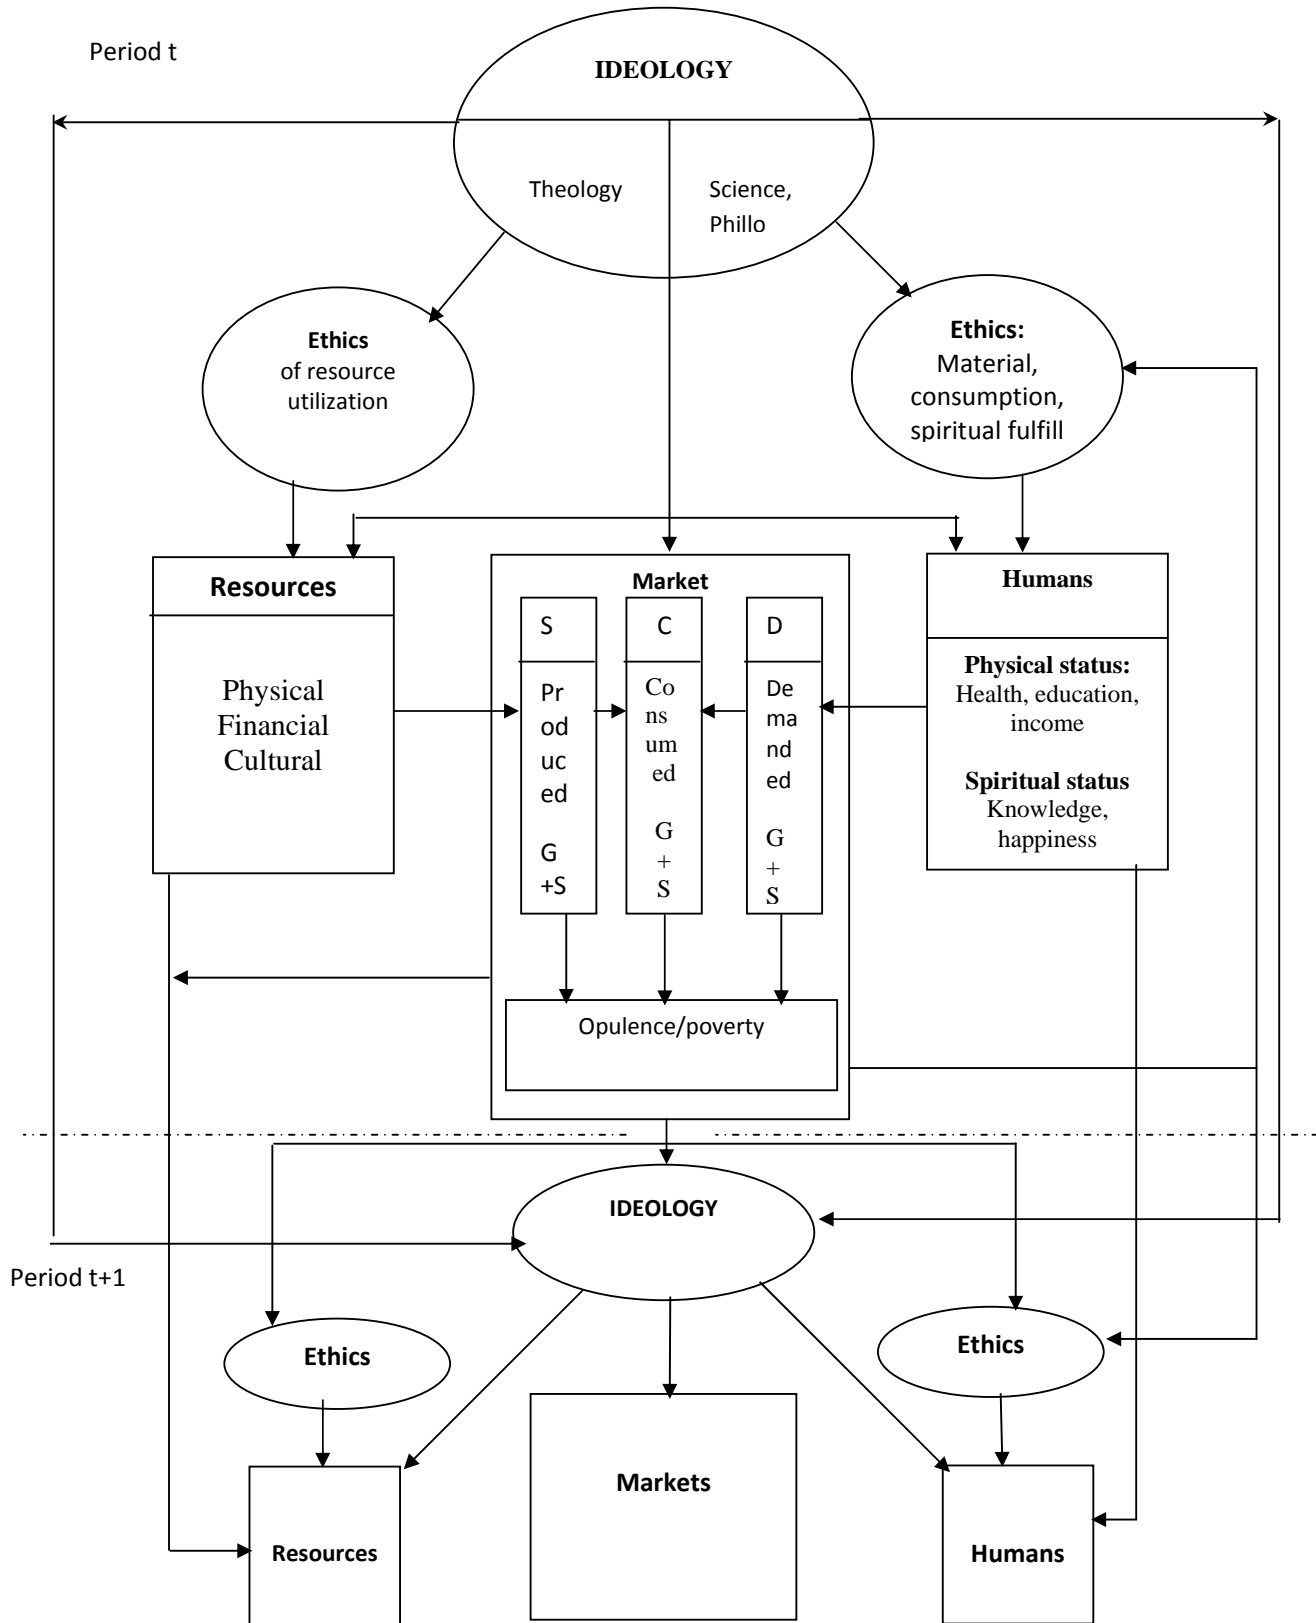 Period t
IDEOLOGY
Theology
Science,
Phillo
Ethics
of resource
utilization
Ethics:
Material,
consumption,
spiritual fulfill
Resources
Physical
Financial
Cultural
Market
S
Pr
od
uc
ed
G
+S
C
Co
ns
um
ed
G
+
S
D
De
ma
nd
ed
G
+
S
Opulence/poverty
Humans
Physical status:
Health, education,
income
Spiritual status
Knowledge,
happiness
IDEOLOGY
Period t+1
Ethics
Ethics
Resources
Markets
Humans